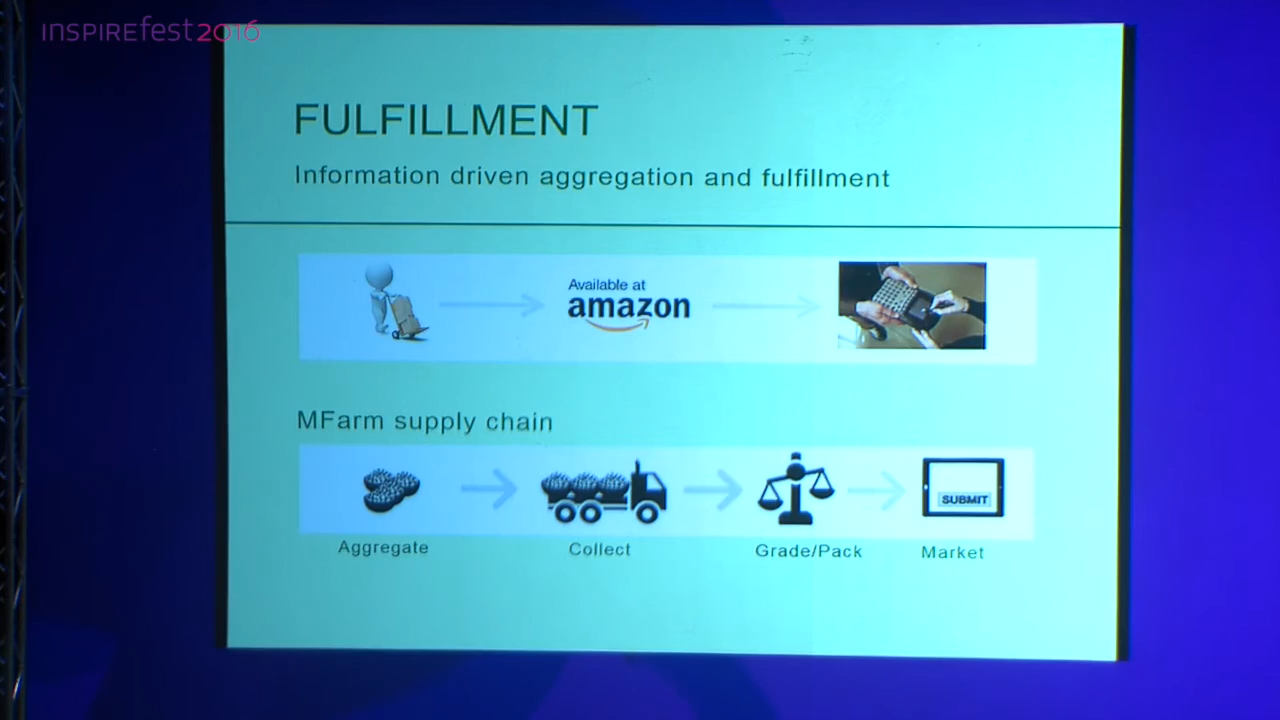 INSPIREfest2016
FULFILLMENT
Information driven aggregation and fulfillment
Available at
amazon
MFarm supply chain
SUBMIT
Aggregate
Collect
Grade/Pack
Market